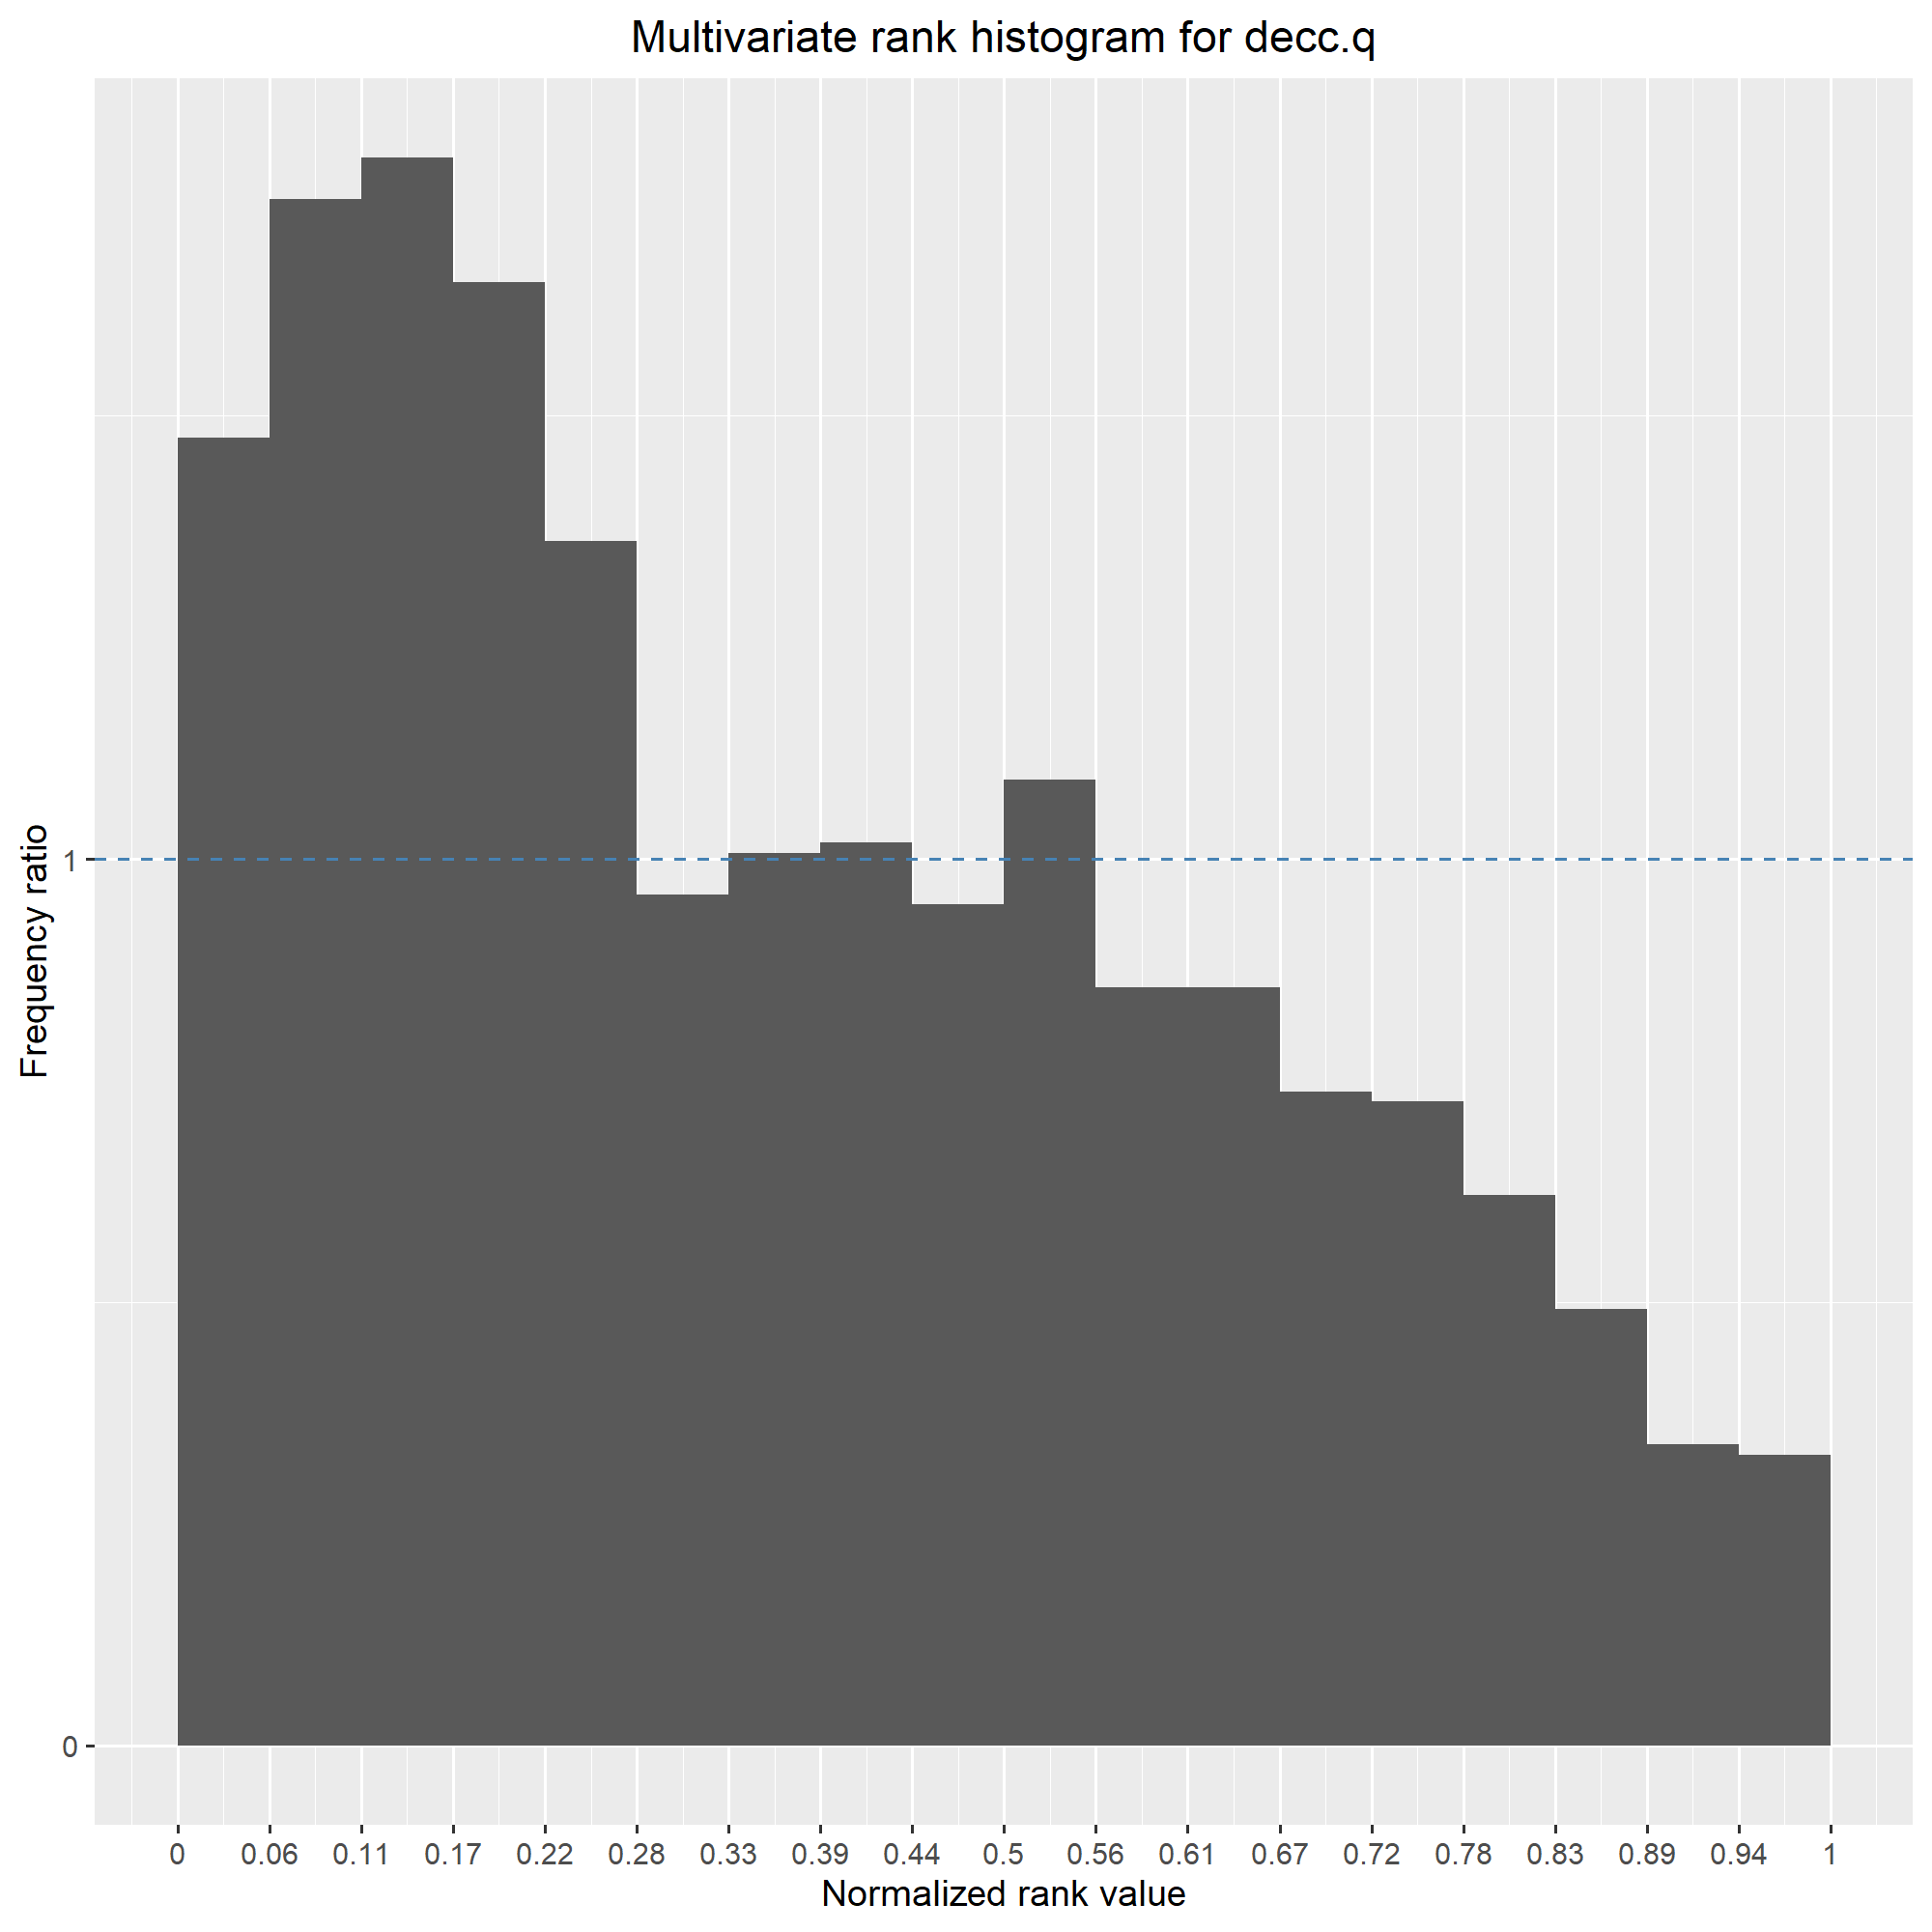 Multivariate rank histogram for decc.q
Frequency ratio
1
0
0 0.06 0.11 0.17 0.22 0.28 0.33 0.39 0.44 0.5 0.56 0.61 0.67 0.72 0.78 0.83 0.89 0.94 1
Normalized rank value